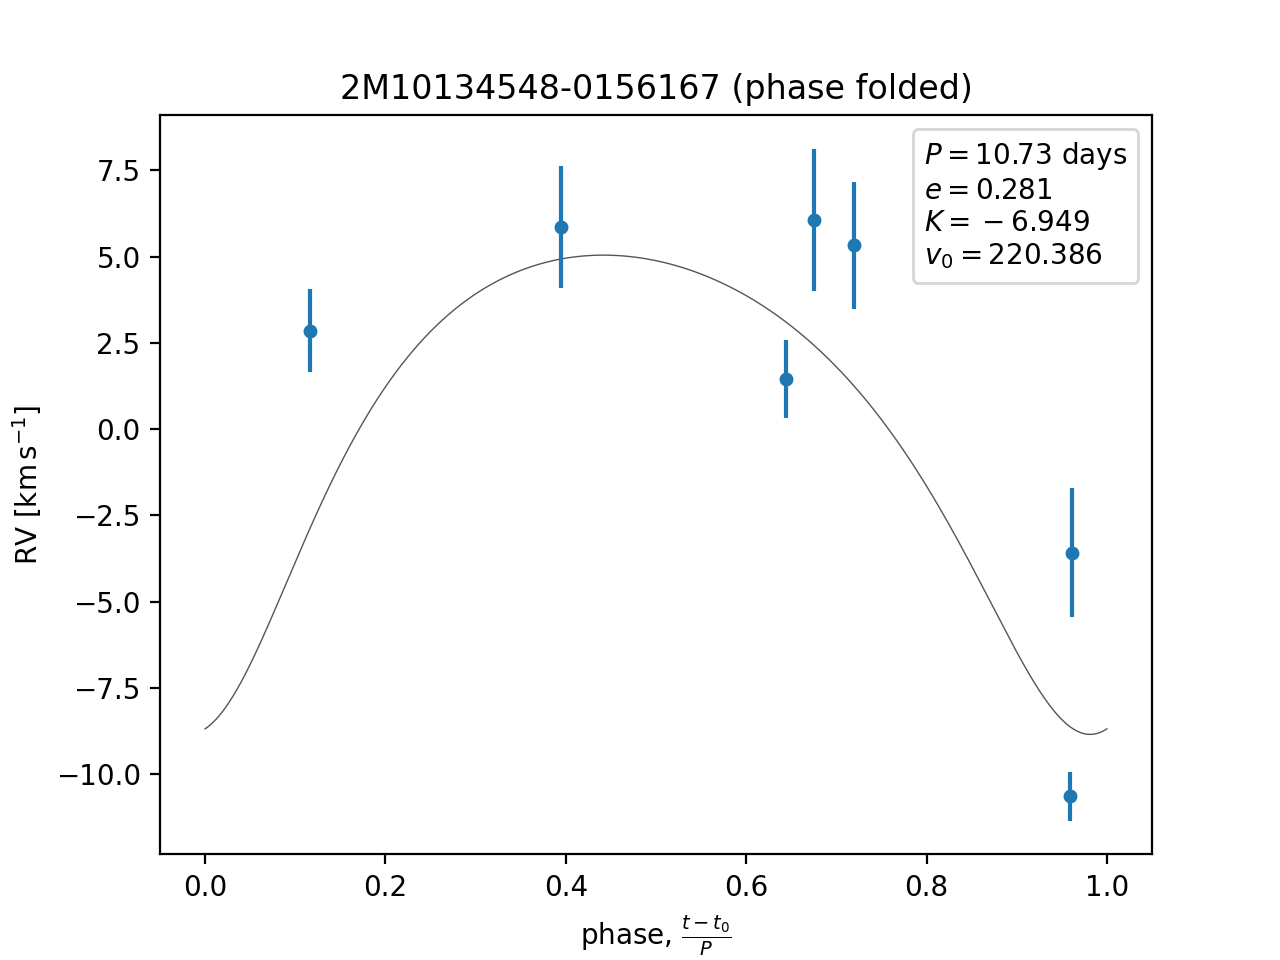 2M10134548-0156167 (phase folded)
P = 10.73 days
e = 0.281
K = −6.949
v₀ = 220.386
7.5
5.0
2.5
0.0
−2.5
−5.0
−7.5
−10.0
RV [km s⁻¹]
0.0 0.2 0.4 0.6 0.8 1.0
phase, (t − t₀)/P